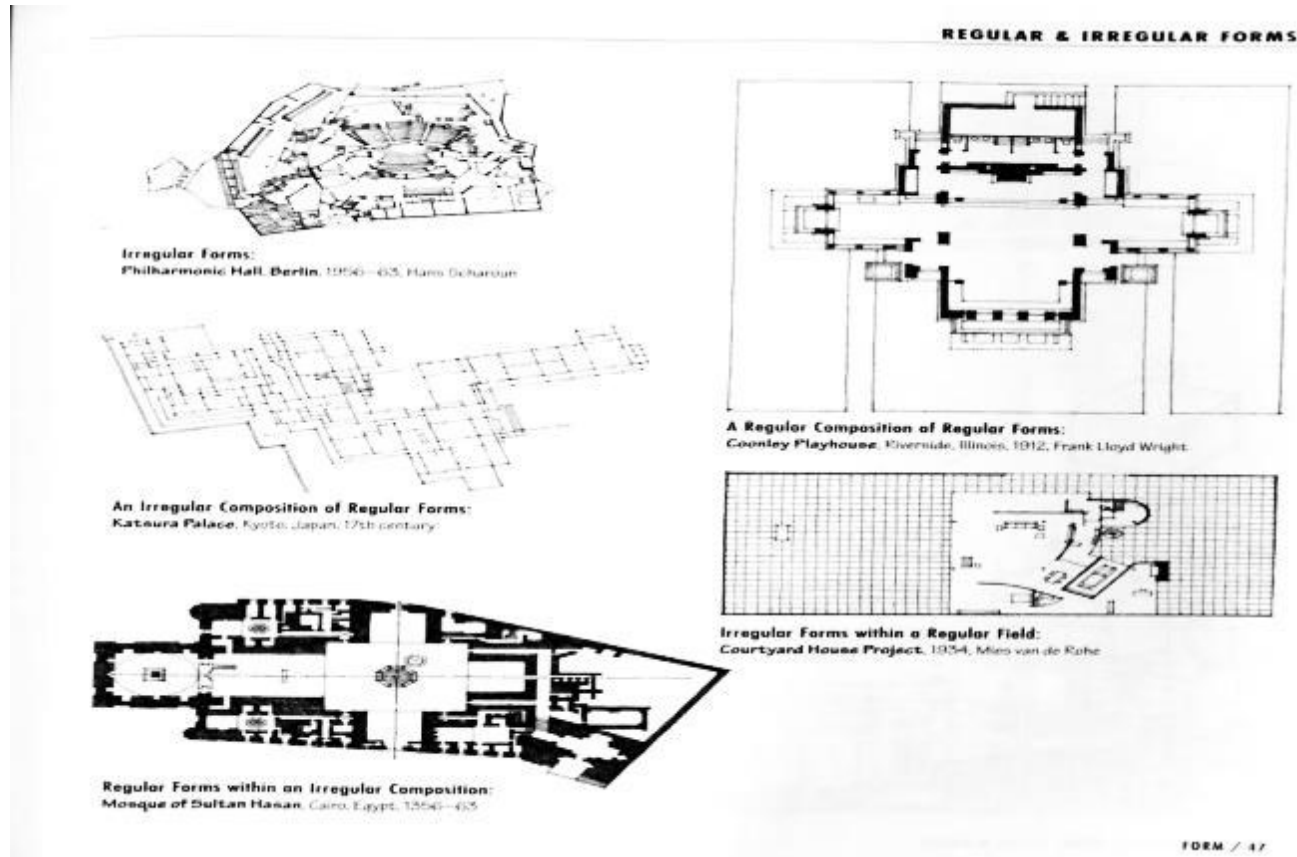 REGULAR & IRREGULAR FORMS
Irregular Forms:
Philharmonic Hall, Berlin, 1956–63, Hans Scharoun
An Irregular Composition of Regular Forms:
Katsura Palace, Kyoto, Japan, 17th century
Regular Forms within an Irregular Composition:
Mosque of Sultan Hasan, Cairo, Egypt, 1356–63
A Regular Composition of Regular Forms:
Coonley Playhouse, Riverside, Illinois, 1912, Frank Lloyd Wright
Irregular Forms within a Regular Field:
Courtyard House Project, 1934, Mies van de Rohe
FORM / 47